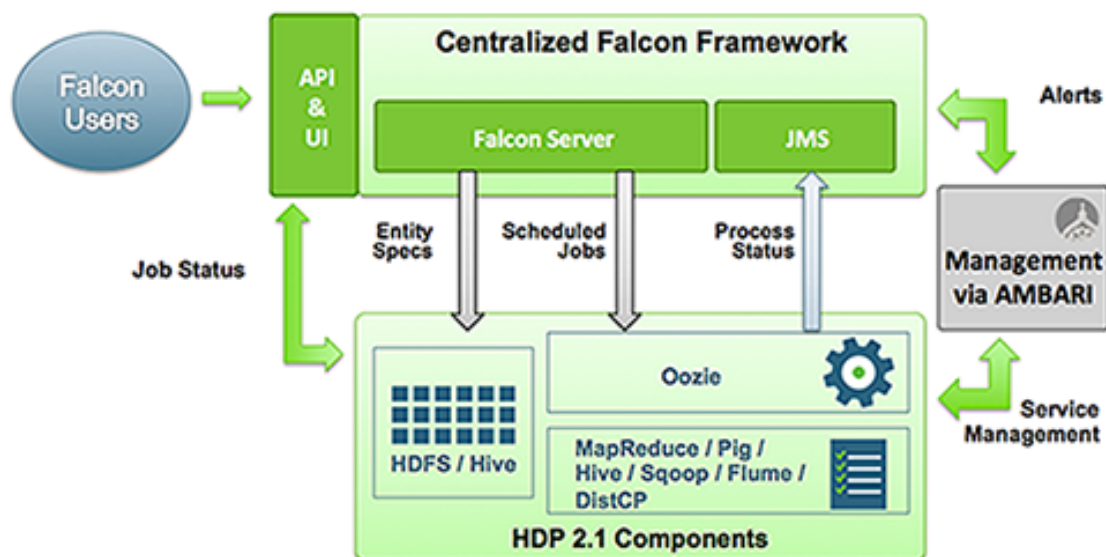 Centralized Falcon Framework
Falcon
Users
API
&
UI
Falcon Server
JMS
Alerts
Entity
Specs
Scheduled
Jobs
Process
Status
Job Status
Management
via AMBARI
Oozie
HDFS / Hive
MapReduce / Pig /
Hive / Sqoop / Flume /
DistCP
Service
Management
HDP 2.1 Components